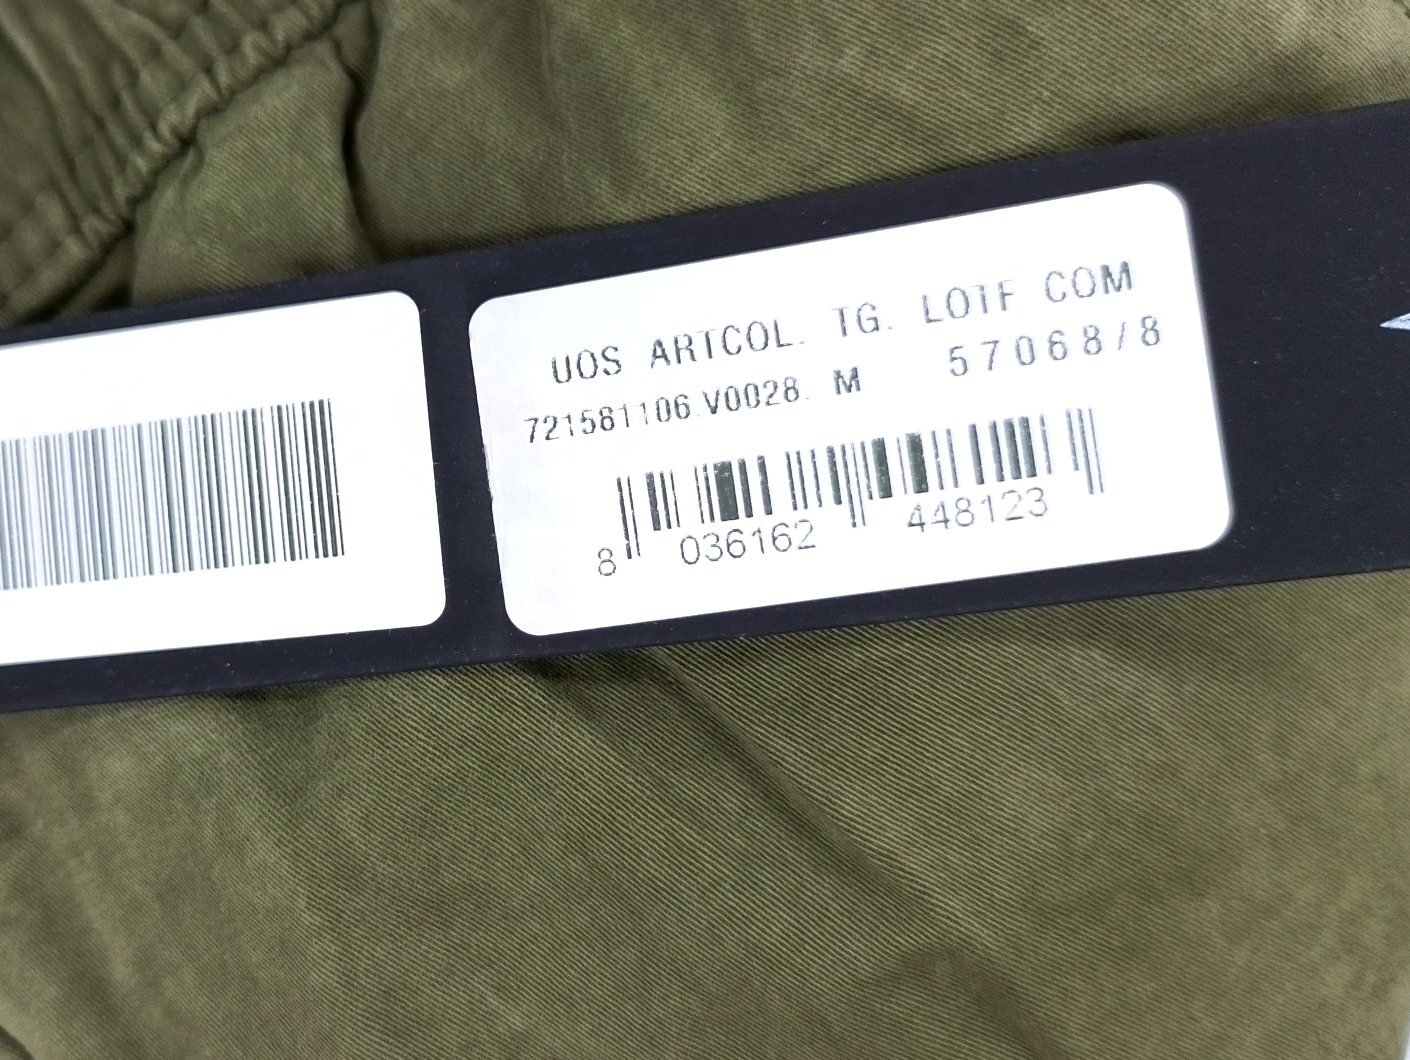 UOS ARTCOL. TG. LOTF COM
721581106.V0028. M 57068/8
8 036162 448123